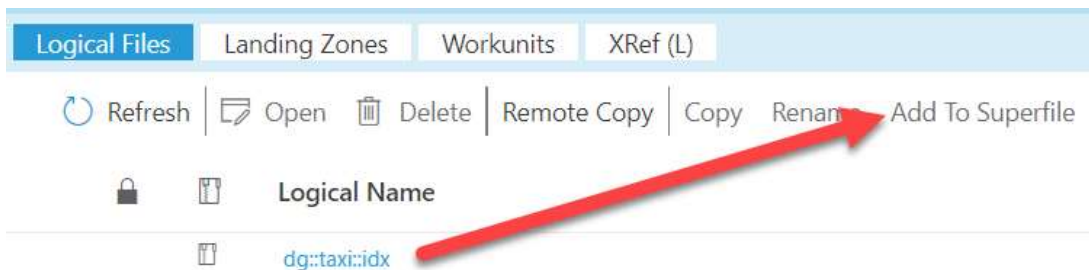 Logical Files Landing Zones Workunits XRef (L)
Refresh Open Delete Remote Copy Copy Rename Add To Superfile
Logical Name
dg::taxi::idx